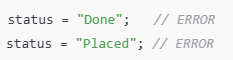 status = "Done"; // ERROR
status = "Placed"; // ERROR